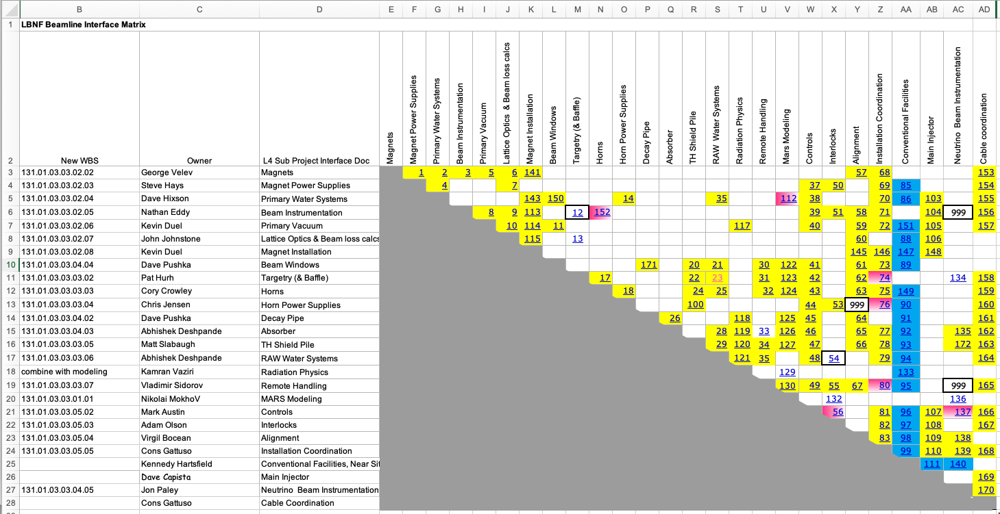 B C D E F G H I J K L M N O P Q R S T U V W X Y Z AA AB AC AD
1 LBNF Beamline Interface Matrix
2 New WBS Owner L4 Sub Project Interface Doc Magnets Magnet Power Supplies Primary Water Systems Beam Instrumentation Primary Vacuum Lattice Optics & Beam loss calcs Magnet Installation Beam Windows Targetry (& Baffle) Horns Horn Power Supplies Decay Pipe Absorber TH Shield Pile RAW Water Systems Radiation Physics Remote Handling Mars Modeling Controls Interlocks Alignment Installation Coordination Conventional Facilities Main Injector Neutrino Beam Instrumentation Cable coordination
3 131.01.03.03.02.02 George Velev Magnets 1 2 3 5 6 141 57 68 153
4 131.01.03.03.02.03 Steve Hays Magnet Power Supplies 4 7 37 50 69 85 154
5 131.01.03.03.02.04 Dave Hixson Primary Water Systems 143 150 14 35 112 38 70 86 103 155
6 131.01.03.03.02.05 Nathan Eddy Beam Instrumentation 8 9 113 12 152 39 51 58 71 104 999 156
7 131.01.03.03.02.06 Kevin Duel Primary Vacuum 10 114 11 117 40 59 72 151 105 157
8 131.01.03.03.02.07 John Johnstone Lattice Optics & Beam loss calcs 115 13 60 88 106
9 131.01.03.03.02.08 Kevin Duel Magnet Installation 145 146 147 148
10 131.01.03.03.04.04 Dave Pushka Beam Windows 171 20 21 30 122 41 61 73 89
11 131.01.03.03.03.02 Pat Hurh Targetry (& Baffle) 17 22 23 31 123 42 62 74 134 158
12 131.01.03.03.03.03 Cory Crowley Horns 18 24 25 32 124 43 63 75 149 159
13 131.01.03.03.03.04 Chris Jensen Horn Power Supplies 100 44 53 999 76 90 160
14 131.01.03.03.04.02 Dave Pushka Decay Pipe 26 118 125 45 64 91 161
15 131.01.03.03.04.03 Abhishek Deshpande Absorber 28 119 33 126 46 65 77 92 135 162
16 131.01.03.03.03.05 Matt Slabaugh TH Shield Pile 29 120 34 127 47 66 78 93 172 163
17 131.01.03.03.03.06 Abhishek Deshpande RAW Water Systems 121 35 48 54 79 94 164
18 combine with modeling Kamran Vaziri Radiation Physics 129 133
19 131.01.03.03.03.07 Vladimir Sidorov Remote Handling 130 49 55 67 80 95 999 165
20 131.01.03.03.01.01 Nikolai MokhoV MARS Modeling 132 136
21 131.01.03.03.05.02 Mark Austin Controls 56 81 96 107 137 166
22 131.01.03.03.05.03 Adam Olson Interlocks 82 97 108 167
23 131.01.03.03.05.04 Virgil Bocean Alignment 83 98 109 138
24 131.01.03.03.05.05 Cons Gattuso Installation Coordination 99 110 139 168
25 Kennedy Hartsfield Conventional Facilities, Near Sit 111 140
26 Dave Capista Main Injector 169
27 131.01.03.03.04.05 Jon Paley Neutrino Beam Instrumentation 170
28 Cons Gattuso Cable Coordination